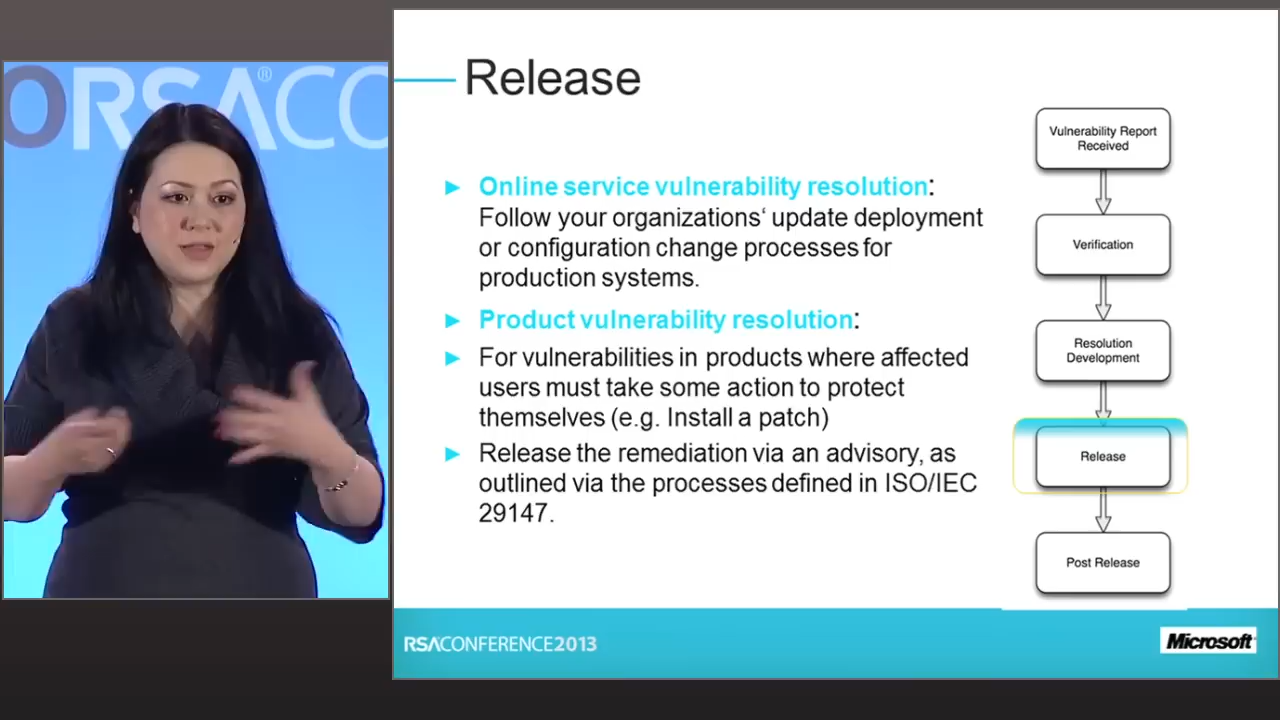 ORSA® CO
Release
► Online service vulnerability resolution:
Follow your organizations‘ update deployment
or configuration change processes for
production systems.
► Product vulnerability resolution:
► For vulnerabilities in products where affected
users must take some action to protect
themselves (e.g. Install a patch)
► Release the remediation via an advisory, as
outlined via the processes defined in ISO/IEC
29147.
Vulnerability Report
Received
Verification
Resolution
Development
Release
Post Release
RSACONFERENCE2013
Microsoft